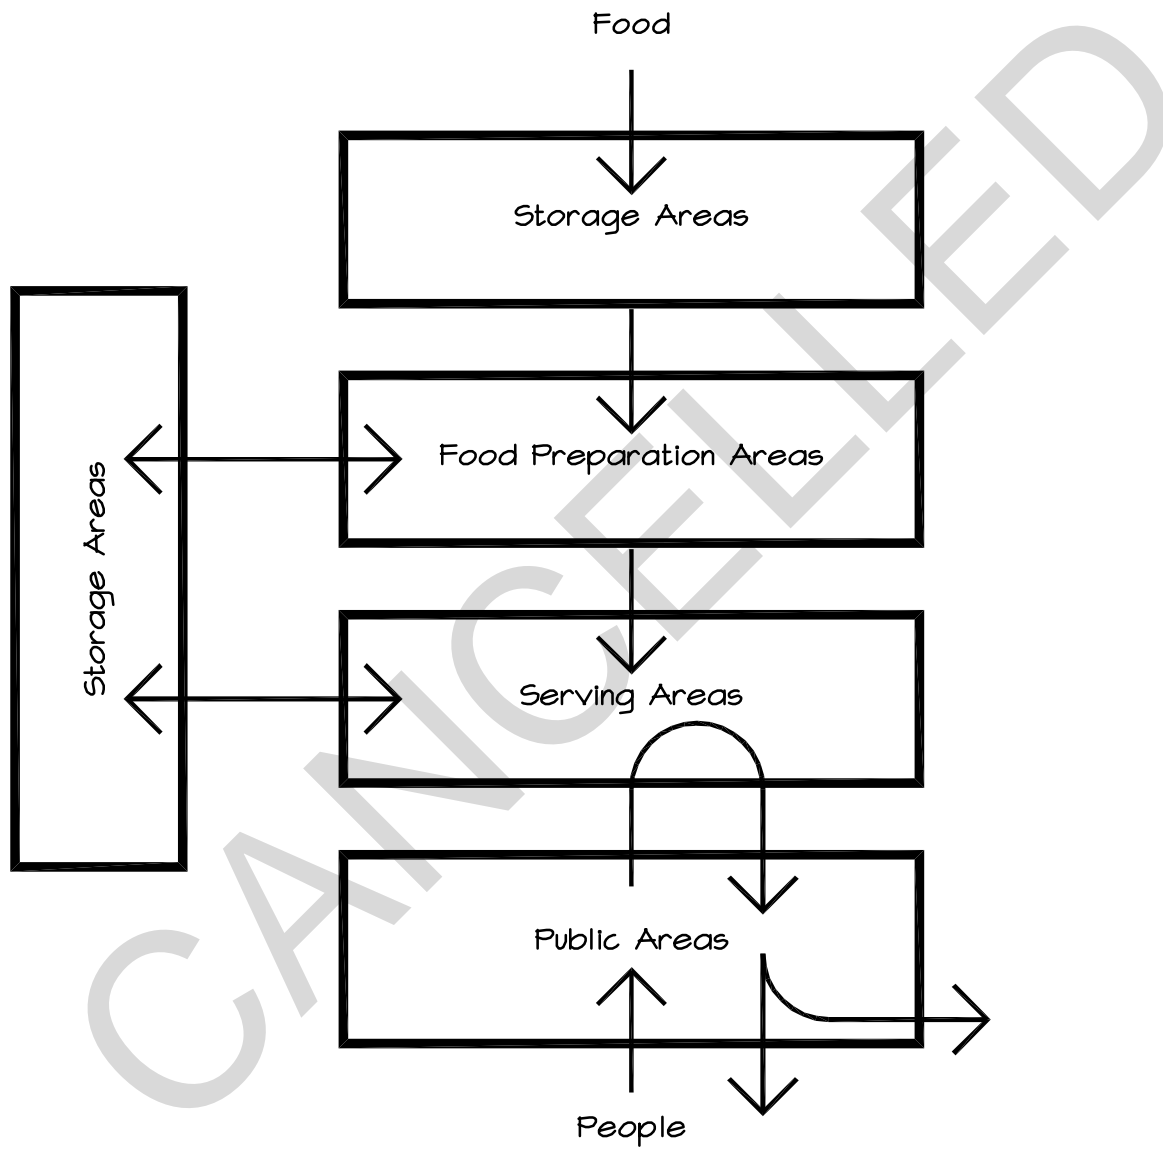 Food
Storage Areas
Food Preparation Areas
Storage Areas
Serving Areas
Public Areas
People
CANCELLED